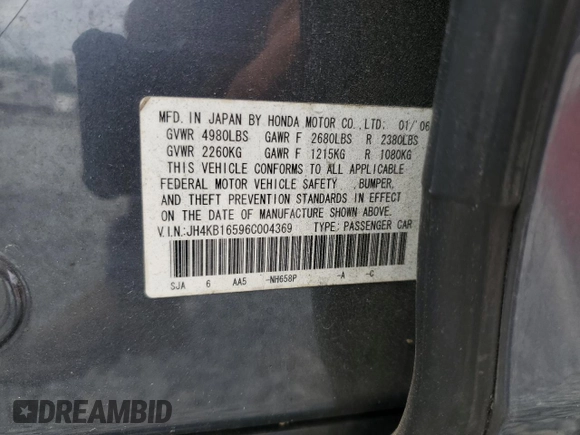 MFD. IN JAPAN BY HONDA MOTOR CO.,LTD: 01/'06
GVWR 4980LBS GAWR F 2680LBS R 2380LBS
GVWR 2260KG GAWR F 1215KG R 1080KG
THIS VEHICLE CONFORMS TO ALL APPLICABLE
FEDERAL MOTOR VEHICLE SAFETY ,BUMPER,
AND THEFT PREVENTION STANDARDS IN EFFECT
ON THE DATE OF MANUFACTURE SHOWN ABOVE.
V.I.N:JH4KB16596C004369 TYPE: PASSENGER CAR
SJA 6 AA5 -NH658P -A -C
DREAMBID